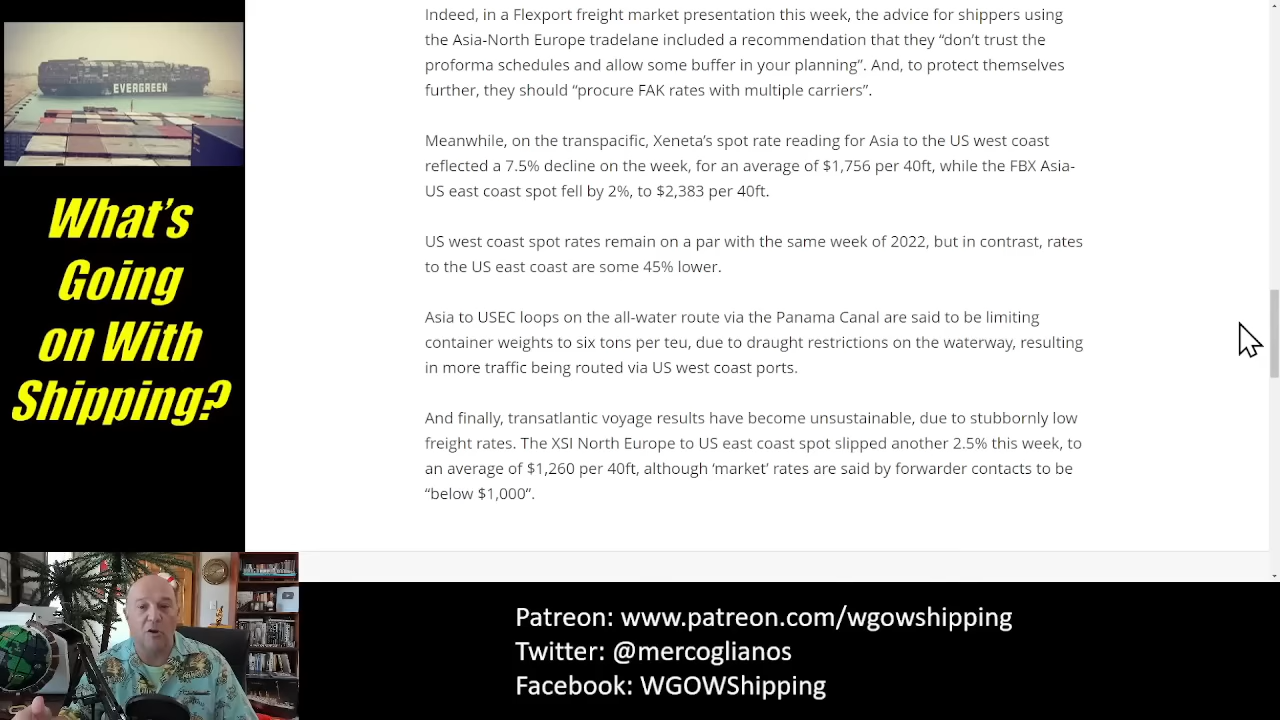 Indeed, in a Flexport freight market presentation this week, the advice for shippers using
the Asia-North Europe tradelane included a recommendation that they “don’t trust the
proforma schedules and allow some buffer in your planning”. And, to protect themselves
further, they should “procure FAK rates with multiple carriers”.
Meanwhile, on the transpacific, Xeneta’s spot rate reading for Asia to the US west coast
reflected a 7.5% decline on the week, for an average of $1,756 per 40ft, while the FBX Asia-
US east coast spot fell by 2%, to $2,383 per 40ft.
US west coast spot rates remain on a par with the same week of 2022, but in contrast, rates
to the US east coast are some 45% lower.
Asia to USEC loops on the all-water route via the Panama Canal are said to be limiting
container weights to six tons per teu, due to draught restrictions on the waterway, resulting
in more traffic being routed via US west coast ports.
And finally, transatlantic voyage results have become unsustainable, due to stubbornly low
freight rates. The XSI North Europe to US east coast spot slipped another 2.5% this week, to
an average of $1,260 per 40ft, although ‘market’ rates are said by forwarder contacts to be
“below $1,000”.
EVERGREEN
What’s
Going
on With
Shipping?
Patreon: www.patreon.com/wgowshipping
Twitter: @mercoglianos
Facebook: WGOWShipping